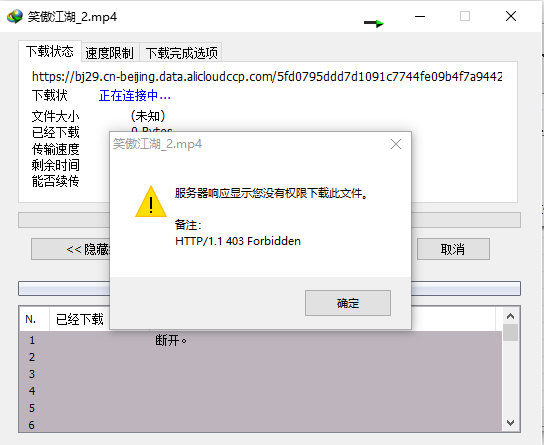 笑傲江湖_2.mp4
下载状态 速度限制 下载完成选项
https://bj29.cn-beijing.data.alicloudccp.com/5fd0795ddd7d1091c7744fe09b4f7a9442
下载状 正在连接中...
文件大小 (未知)
已经下载 0 Bytes
传输速度
剩余时间
能否续传
笑傲江湖_2.mp4
服务器响应显示您没有权限下载此文件。
备注：
HTTP/1.1 403 Forbidden
确定
<< 隐藏 取消
N. 已经下载
1 断开。
2
3
4
5
6